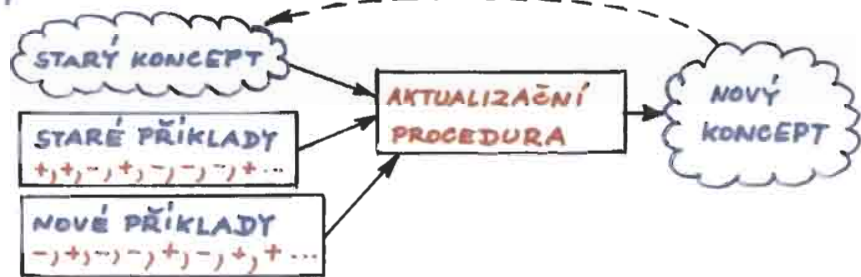 STARÝ KONCEPT
STARÉ PŘÍKLADY
+,+,-,+,-,-,-,+ ...
NOVÉ PŘÍKLADY
-,+,-,-,+,-,+,+ ...
AKTUALIZAČNÍ
PROCEDURA
NOVÝ
KONCEPT